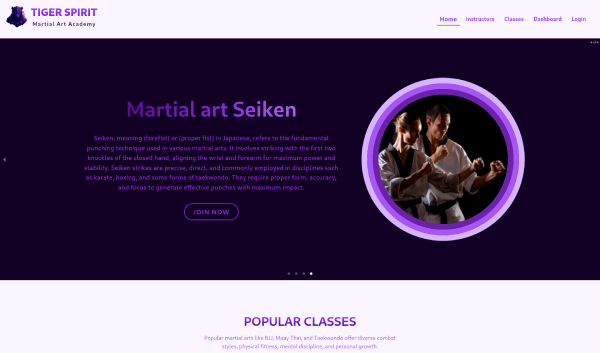 TIGER SPIRIT
Martial Art Academy
Home Instructors Classes Dashboard Login
Martial art Seiken
Seiken, meaning (forefist) or (proper fist) in Japanese, refers to the fundamental
punching technique used in various martial arts. It involves striking with the first two
knuckles of the closed hand, aligning the wrist and forearm for maximum power and
stability. Seiken strikes are precise, direct, and commonly employed in disciplines such
as karate, boxing, and some forms of taekwondo. They require proper form, accuracy,
and focus to generate effective punches with maximum impact.
JOIN NOW
POPULAR CLASSES
Popular martial arts like BJJ, Muay Thai, and Taekwondo offer diverse combat
styles, physical fitness, mental discipline, and personal growth.